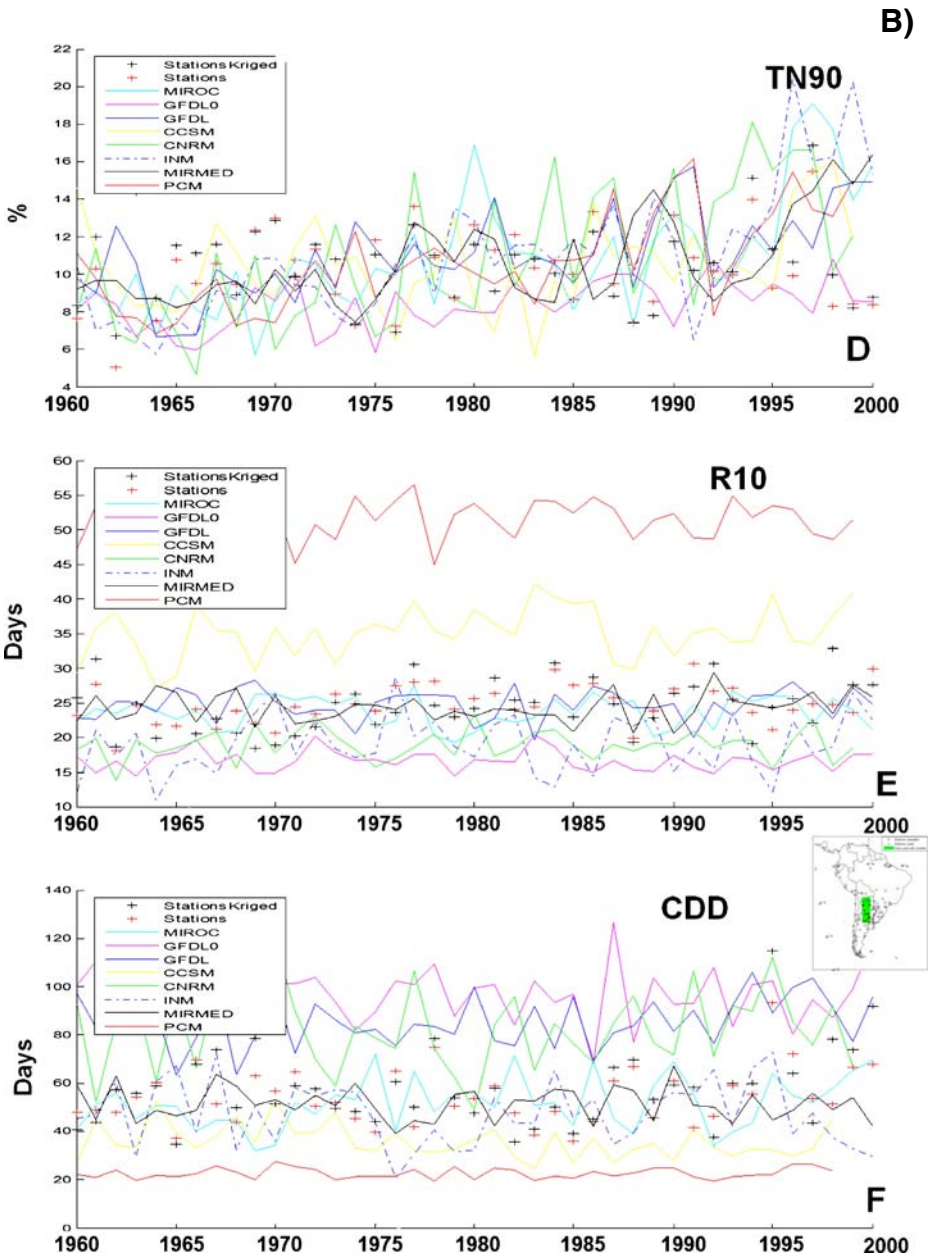 B)
TN90
Stations Kriged
Stations
MIROC
GFDL0
GFDL
CCSM
CNRM
INM
MIRMED
PCM
22
20
18
16
14
12
10
8
6
4
%
D
1960 1965 1970 1975 1980 1985 1990 1995 2000
R10
Stations Kriged
Stations
MIROC
GFDL0
GFDL
CCSM
CNRM
INM
MIRMED
PCM
60
55
50
45
40
35
30
25
20
15
10
Days
E
1960 1965 1970 1975 1980 1985 1990 1995 2000
CDD
Stations Kriged
Stations
MIROC
GFDL0
GFDL
CCSM
CNRM
INM
MIRMED
PCM
140
120
100
80
60
40
20
0
Days
F
1960 1965 1970 1975 1980 1985 1990 1995 2000